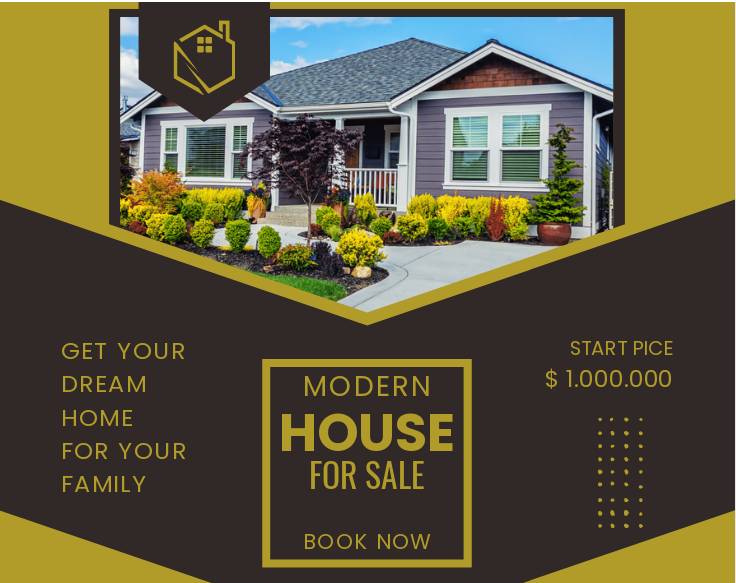 GET YOUR
DREAM
HOME
FOR YOUR
FAMILY
MODERN
HOUSE
FOR SALE
BOOK NOW
START PICE
$ 1.000.000